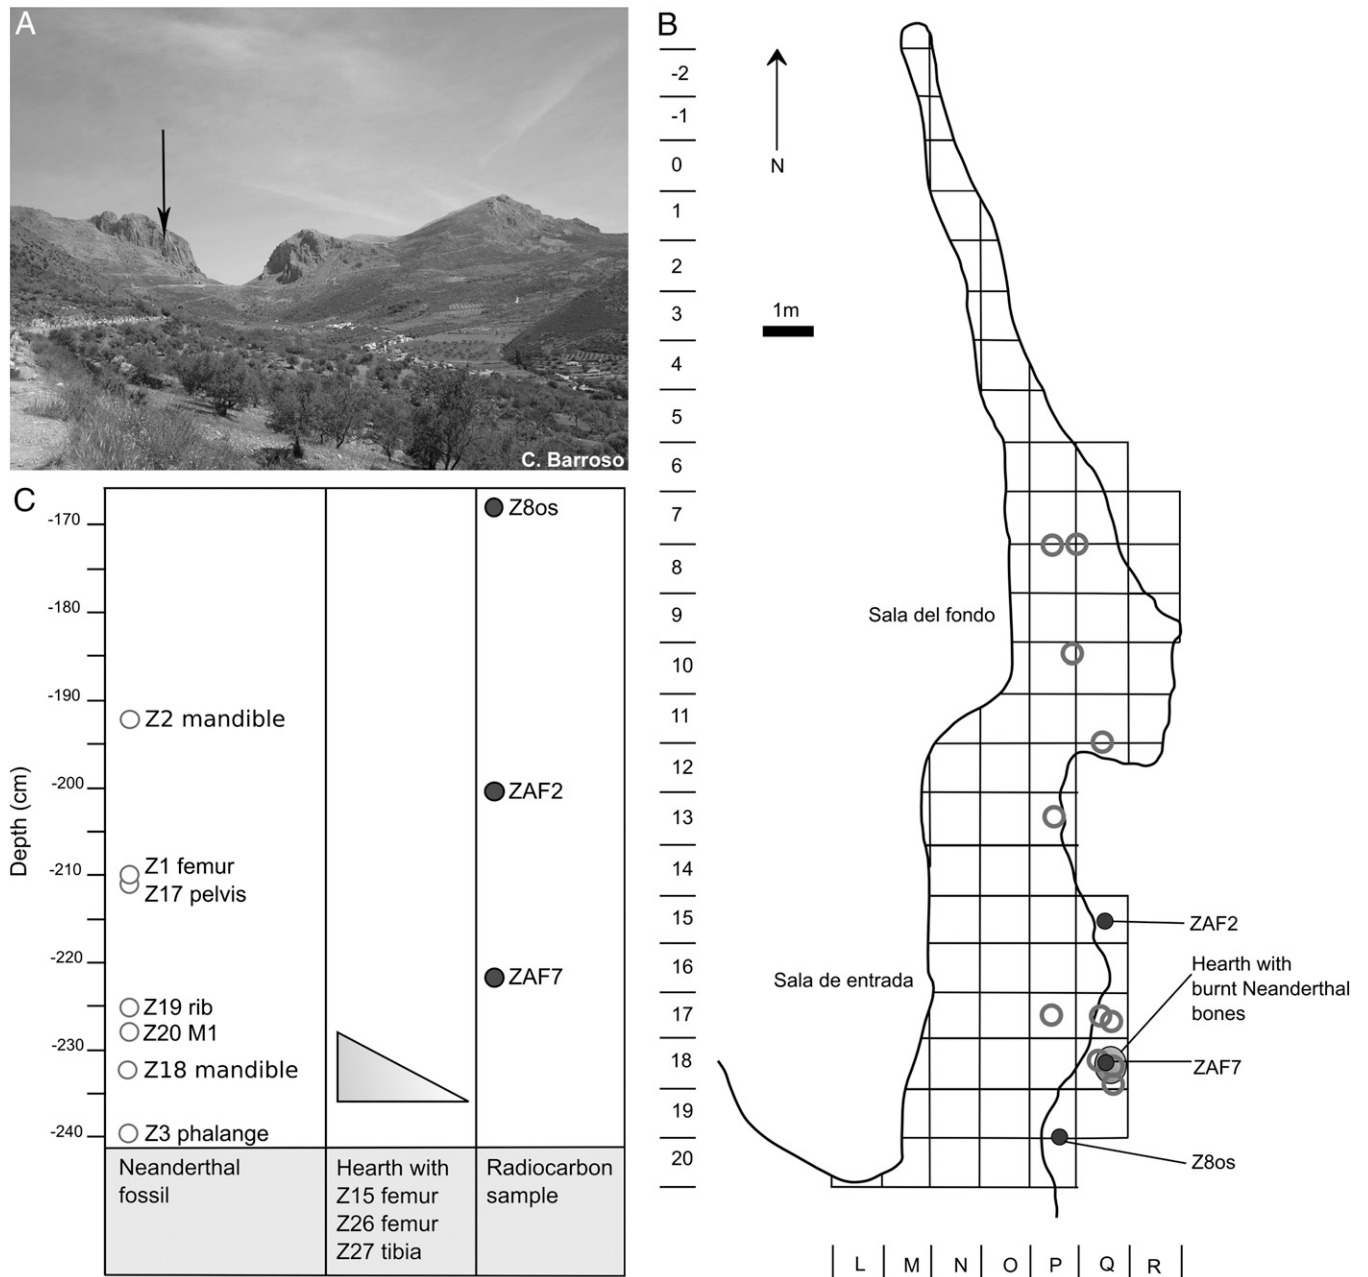 A
C. Barroso
B
-2
-1
0
1
2
3
4
5
6
7
8
9
10
11
12
13
14
15
16
17
18
19
20
N
1m
Sala del fondo
Sala de entrada
ZAF2
Hearth with
burnt Neanderthal
bones
ZAF7
Z8os
L M N O P Q R
C
Depth (cm)
-170
-180
-190
-200
-210
-220
-230
-240
Z2 mandible
Z1 femur
Z17 pelvis
Z19 rib
Z20 M1
Z18 mandible
Z3 phalange
Z8os
ZAF2
ZAF7
Neanderthal
fossil
Hearth with
Z15 femur
Z26 femur
Z27 tibia
Radiocarbon
sample